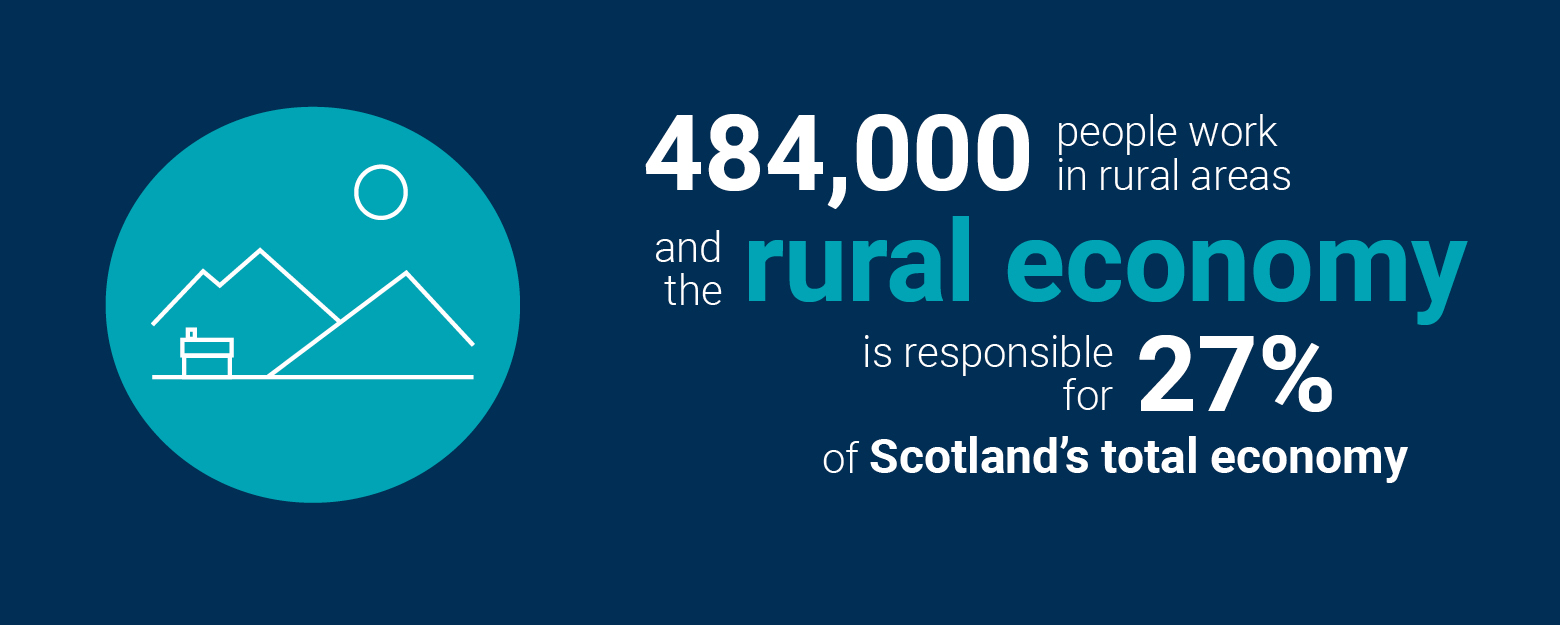 484,000 people work
in rural areas
and
the rural economy
is responsible
for 27%
of Scotland’s total economy